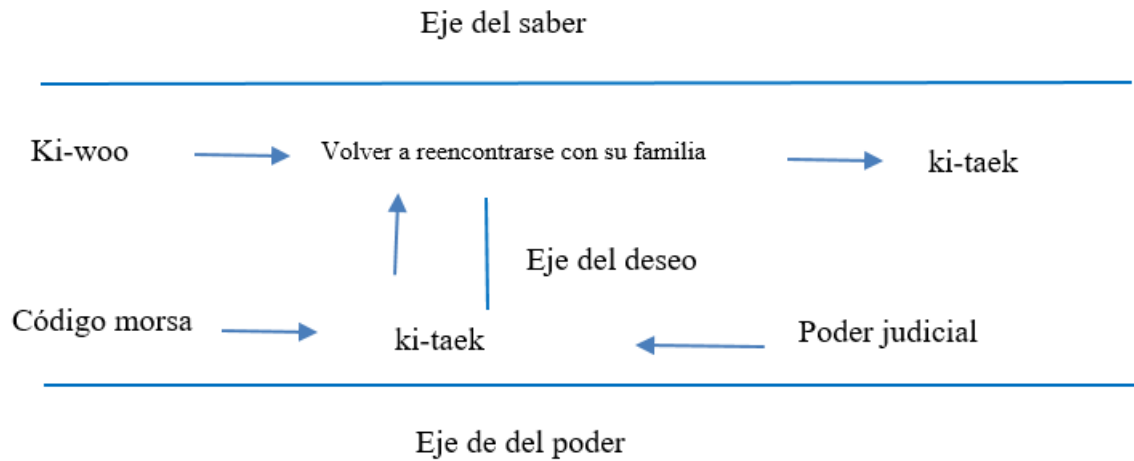 Eje del saber
Ki-woo
Volver a reencontrarse con su familia
ki-taek
Eje del deseo
Código morsa
ki-taek
Poder judicial
Eje de del poder